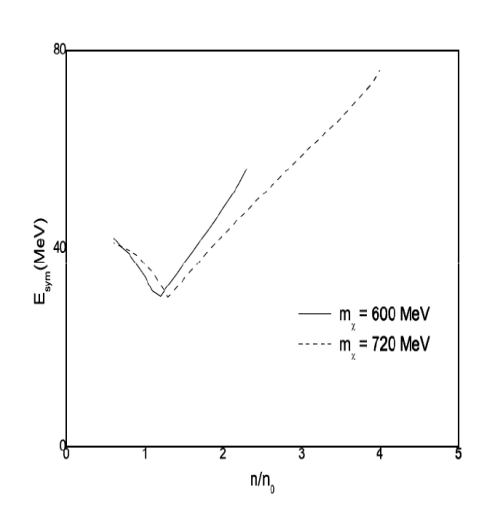 80
E_sym(MeV)
40
m_χ = 600 MeV
m_χ = 720 MeV
0
0 1 2 3 4 5
n/n_0